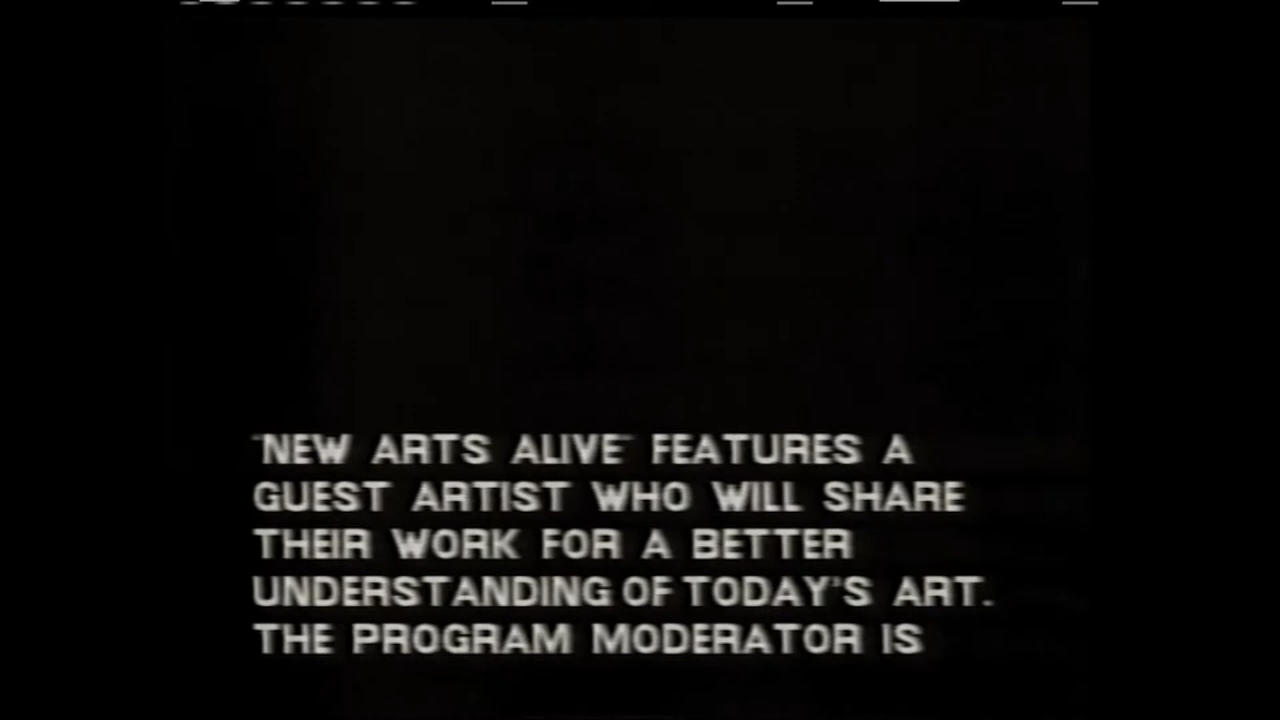 "NEW ARTS ALIVE" FEATURES A
GUEST ARTIST WHO WILL SHARE
THEIR WORK FOR A BETTER
UNDERSTANDING OF TODAY'S ART.
THE PROGRAM MODERATOR IS